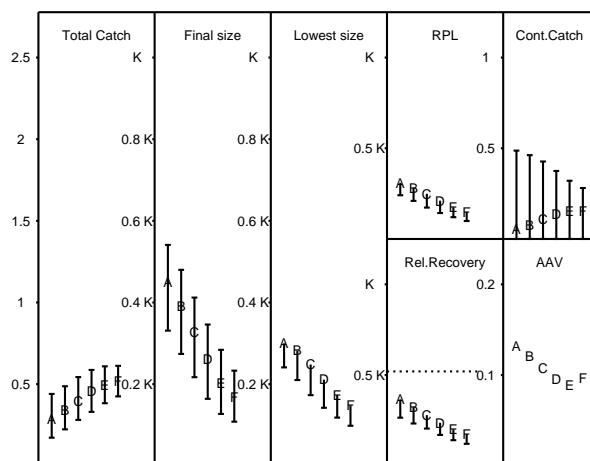 Total Catch Final size Lowest size RPL Cont.Catch
2.5 K K K 1
2 0.8 K 0.8 K 0.5 K 0.5
1.5 0.6 K 0.6 K
A B C D E F
A B C D E F
Rel.Recovery AAV
1 0.4 K 0.4 K K 0.2
0.5 0.2 K 0.2 K 0.5 K 0.1
A B C D E F
A B C D E F
A B C D E F
A B C D E F
A B C D E F